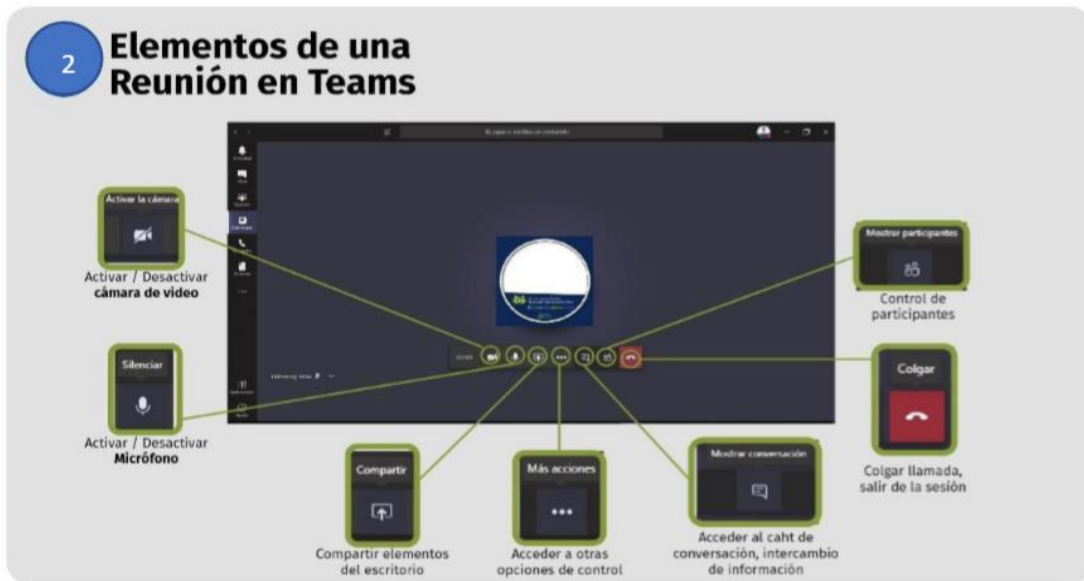 2
Elementos de una
Reunión en Teams
Activar la cámara
Activar / Desactivar
cámara de video
Silenciar
Activar / Desactivar
Micrófono
Compartir
Compartir elementos
del escritorio
Más acciones
Acceder a otras
opciones de control
Mostrar conversación
Acceder al caht de
conversación, intercambio
de información
Mostrar participantes
Control de
participantes
Colgar
Colgar llamada,
salir de la sesión